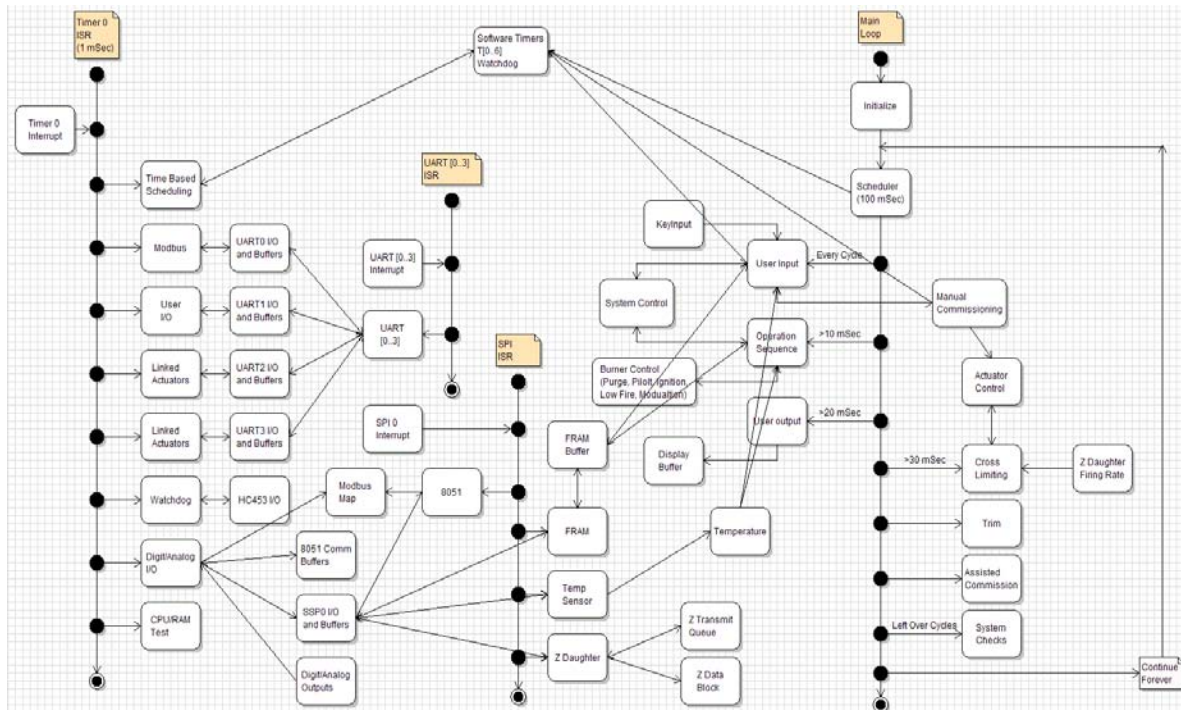 Timer 0
ISR
(1 mSec)
Software Timers
T[0..6]
Watchdog
Main
Loop
Initialize
Timer 0
Interrupt
UART [0..3]
ISR
Time Based
Scheduling
Scheduler
(100 mSec)
KeyInput
Modbus
UART0 I/O
and Buffers
UART [0..3]
Interrupt
User Input
Every Cycle
User
I/O
UART1 I/O
and Buffers
System Control
Manual
Commissioning
UART
[0..3]
Operation
Sequence
>10 mSec
SPI
ISR
Linked
Actuators
UART2 I/O
and Buffers
Burner Control
(Purge, Pilolt, Ignition,
Low Fire, Modualtion)
Actuator
Control
Linked
Actuators
UART3 I/O
and Buffers
SPI 0
Interrupt
FRAM
Buffer
User output
>20 mSec
Display
Buffer
>30 mSec
Cross
Limiting
Z Daughter
Firing Rate
Watchdog
HC453 I/O
Modbus
Map
8051
FRAM
Temperature
Trim
Digit/Analog
I/O
8051 Comm
Buffers
Temp
Sensor
Assisted
Commission
SSP0 I/O
and Buffers
CPU/RAM
Test
Z Transmit
Queue
Left Over Cycles
System
Checks
Z Daughter
Digit/Analog
Outputs
Z Data
Block
Continue
Forever